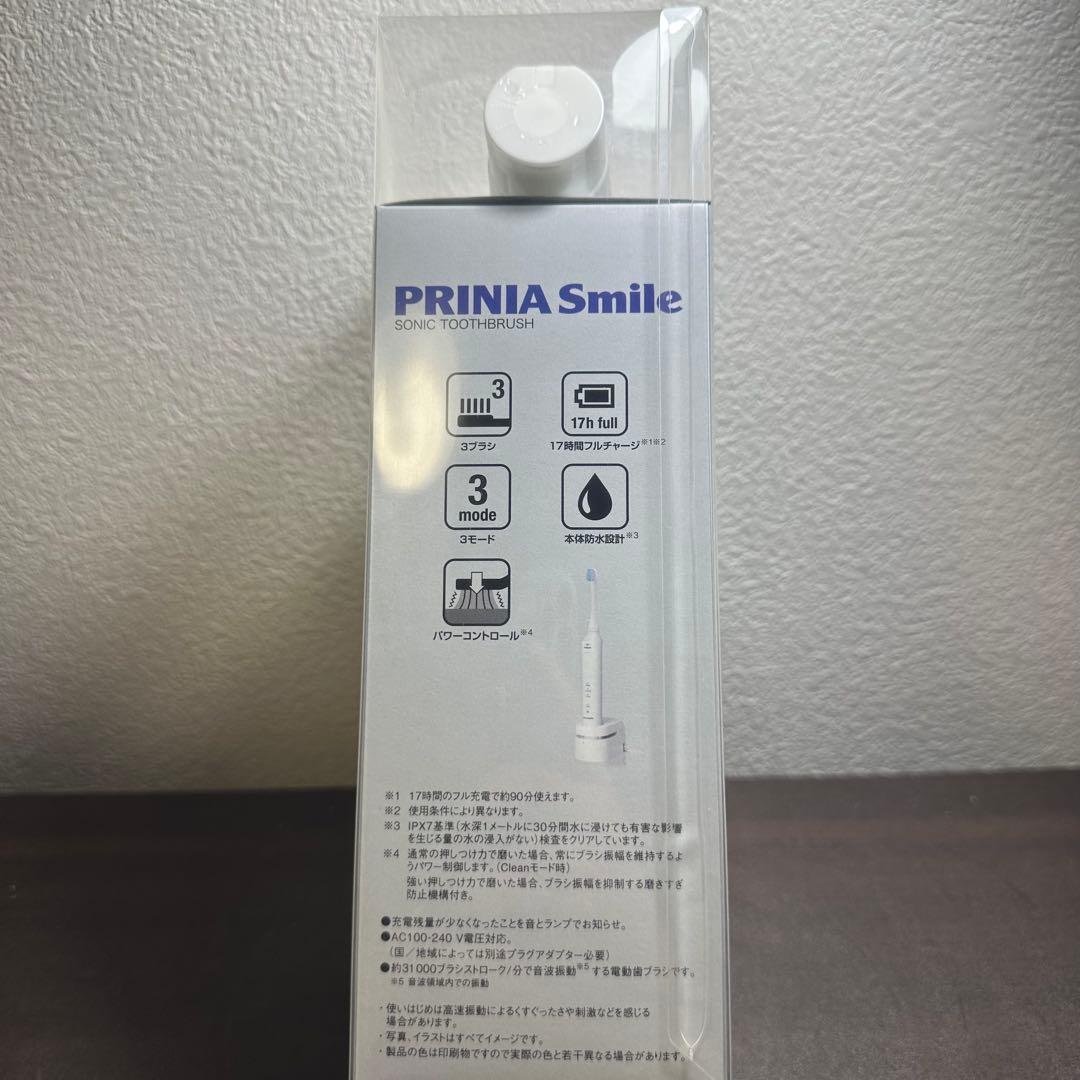 PRINIA Smile
SONIC TOOTHBRUSH
3
3ブラシ
17h full
17時間フルチャージ※1※2
3
mode
3モード
本体防水設計※3
パワーコントロール※4
※1 17時間のフル充電で約90分使えます。
※2 使用条件により異なります。
※3 IPX7基準(水深1メートルに30分間水に浸けても有害な影響
を生じる量の水の浸入がない)検査をクリアしています。
※4 通常の押しつけ力で磨いた場合、常にブラシ振幅を維持するよ
うパワー制御します。(Cleanモード時)
強い押しつけ力で磨いた場合、ブラシ振幅を抑制する磨きすぎ
防止機構付き。
●充電残量が少なくなったことを音とランプでお知らせ。
●AC100-240 V電圧対応。
(国/地域によっては別途プラグアダプター必要)
●約31000ブラシストローク/分で音波振動※5する電動歯ブラシです。
※5 音波領域内での振動
・使いはじめは高速振動によるくすぐったさや刺激などを感じる
場合があります。
・写真、イラストはすべてイメージです。
・製品の色は印刷物ですので実際の色と若干異なる場合があります。